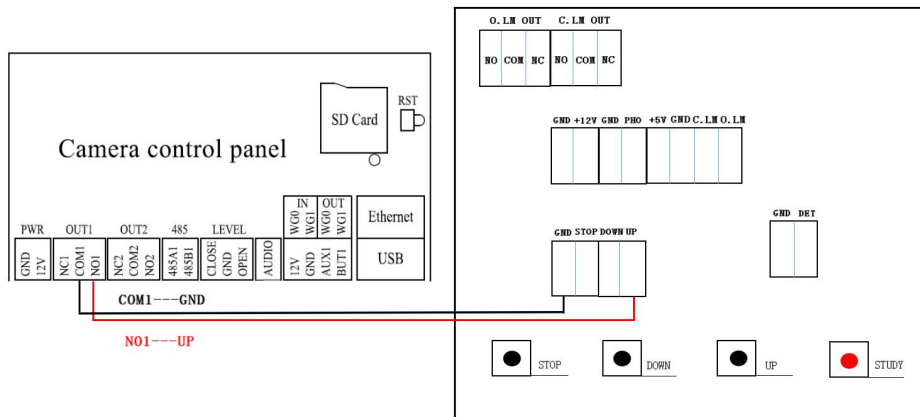 O.LM OUT C.LM OUT
NO COM NC NO COM NC
RST
SD Card
Camera control panel
GND +12V GND PHO +5V GND C.LM O.LM
IN OUT
WG0 WG1 WG0 WG1
Ethernet
PWR OUT1 OUT2 485 LEVEL
GND 12V NC1 COM1 NO1 NC2 COM2 NO2 485A1 485B1 CLOSE GND OPEN AUDIO 12V GND AUX1 BUT1 USB
GND DET
GND STOP DOWN UP
COM1---GND
NO1---UP
STOP DOWN UP STUDY